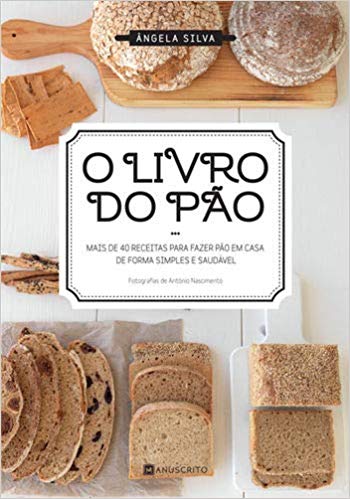 ÂNGELA SILVA
O LIVRO
DO PÃO
MAIS DE 40 RECEITAS PARA FAZER PÃO EM CASA
DE FORMA SIMPLES E SAUDÁVEL
Fotografias de António Nascimento
MANUSCRITO